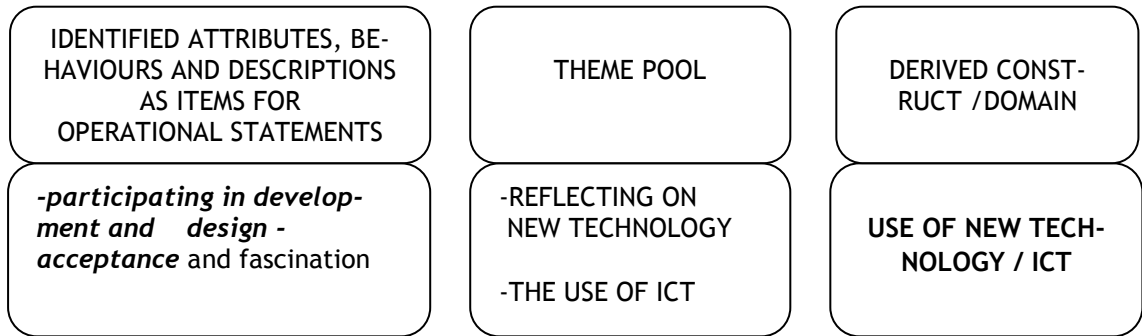 IDENTIFIED ATTRIBUTES, BE-
HAVIOURS AND DESCRIPTIONS
AS ITEMS FOR
OPERATIONAL STATEMENTS
THEME POOL
DERIVED CONST-
RUCT /DOMAIN
-participating in develop-
ment and design -
acceptance and fascination
-REFLECTING ON
NEW TECHNOLOGY
-THE USE OF ICT
USE OF NEW TECH-
NOLOGY / ICT